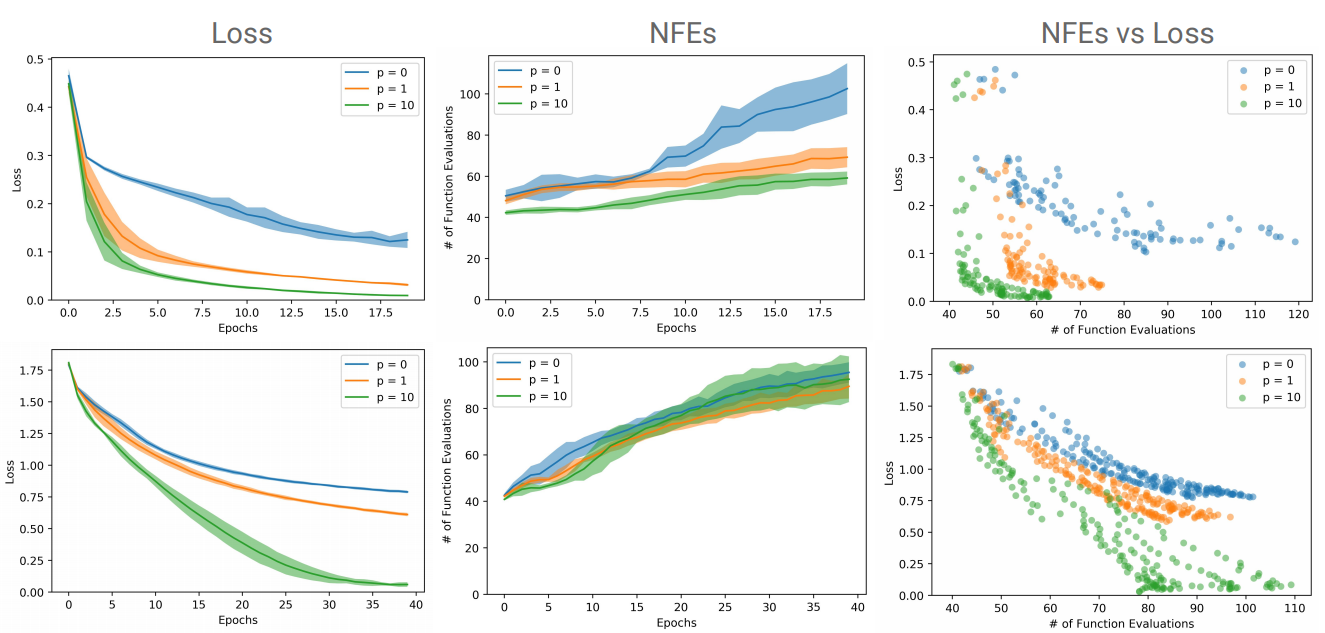 Loss
NFEs
NFEs vs Loss
0.5
0.4
0.3
0.2
0.1
0.0
Loss
0.0 2.5 5.0 7.5 10.0 12.5 15.0 17.5
Epochs
p = 0
p = 1
p = 10
100
80
60
40
20
0
# of Function Evaluations
0.0 2.5 5.0 7.5 10.0 12.5 15.0 17.5
Epochs
p = 0
p = 1
p = 10
0.5
0.4
0.3
0.2
0.1
0.0
Loss
40 50 60 70 80 90 100 110 120
# of Function Evaluations
p = 0
p = 1
p = 10
1.75
1.50
1.25
1.00
0.75
0.50
0.25
0.00
Loss
0 5 10 15 20 25 30 35 40
Epochs
p = 0
p = 1
p = 10
100
80
60
40
20
0
# of Function Evaluations
0 5 10 15 20 25 30 35 40
Epochs
p = 0
p = 1
p = 10
1.75
1.50
1.25
1.00
0.75
0.50
0.25
0.00
Loss
40 50 60 70 80 90 100 110
# of Function Evaluations
p = 0
p = 1
p = 10